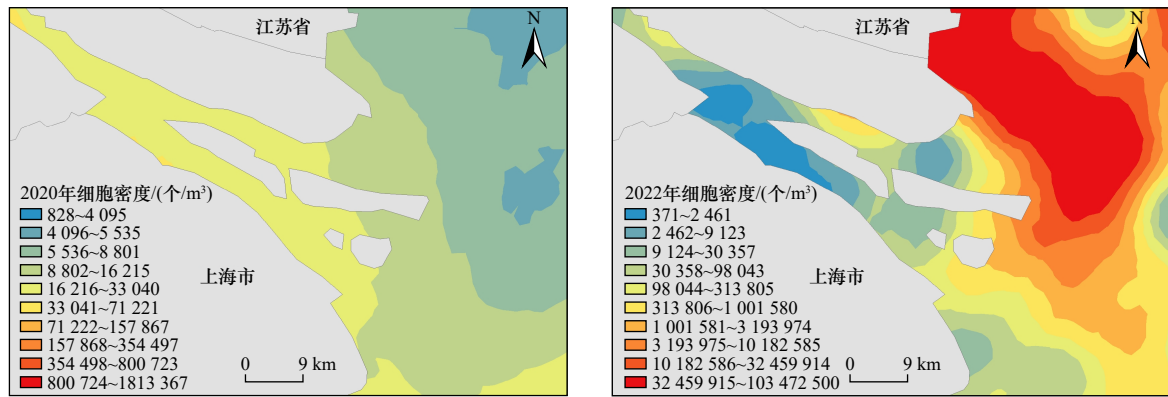 江苏省
N
2020年细胞密度/(个/m³)
828~4 095
4 096~5 535
5 536~8 801
8 802~16 215
16 216~33 040
33 041~71 221
71 222~157 867
157 868~354 497
354 498~800 723
800 724~1813 367
上海市
0 9 km
江苏省
N
2022年细胞密度/(个/m³)
371~2 461
2 462~9 123
9 124~30 357
30 358~98 043
98 044~313 805
313 806~1 001 580
1 001 581~3 193 974
3 193 975~10 182 585
10 182 586~32 459 914
32 459 915~103 472 500
上海市
0 9 km